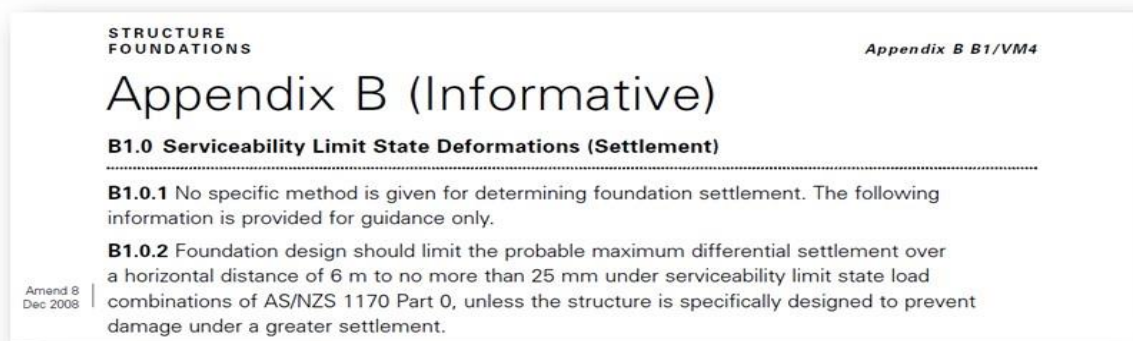 STRUCTURE
FOUNDATIONS
Appendix B B1/VM4
Appendix B (Informative)
B1.0 Serviceability Limit State Deformations (Settlement)
B1.0.1 No specific method is given for determining foundation settlement. The following
information is provided for guidance only.
B1.0.2 Foundation design should limit the probable maximum differential settlement over
a horizontal distance of 6 m to no more than 25 mm under serviceability limit state load
Amend 8
Dec 2008
combinations of AS/NZS 1170 Part 0, unless the structure is specifically designed to prevent
damage under a greater settlement.